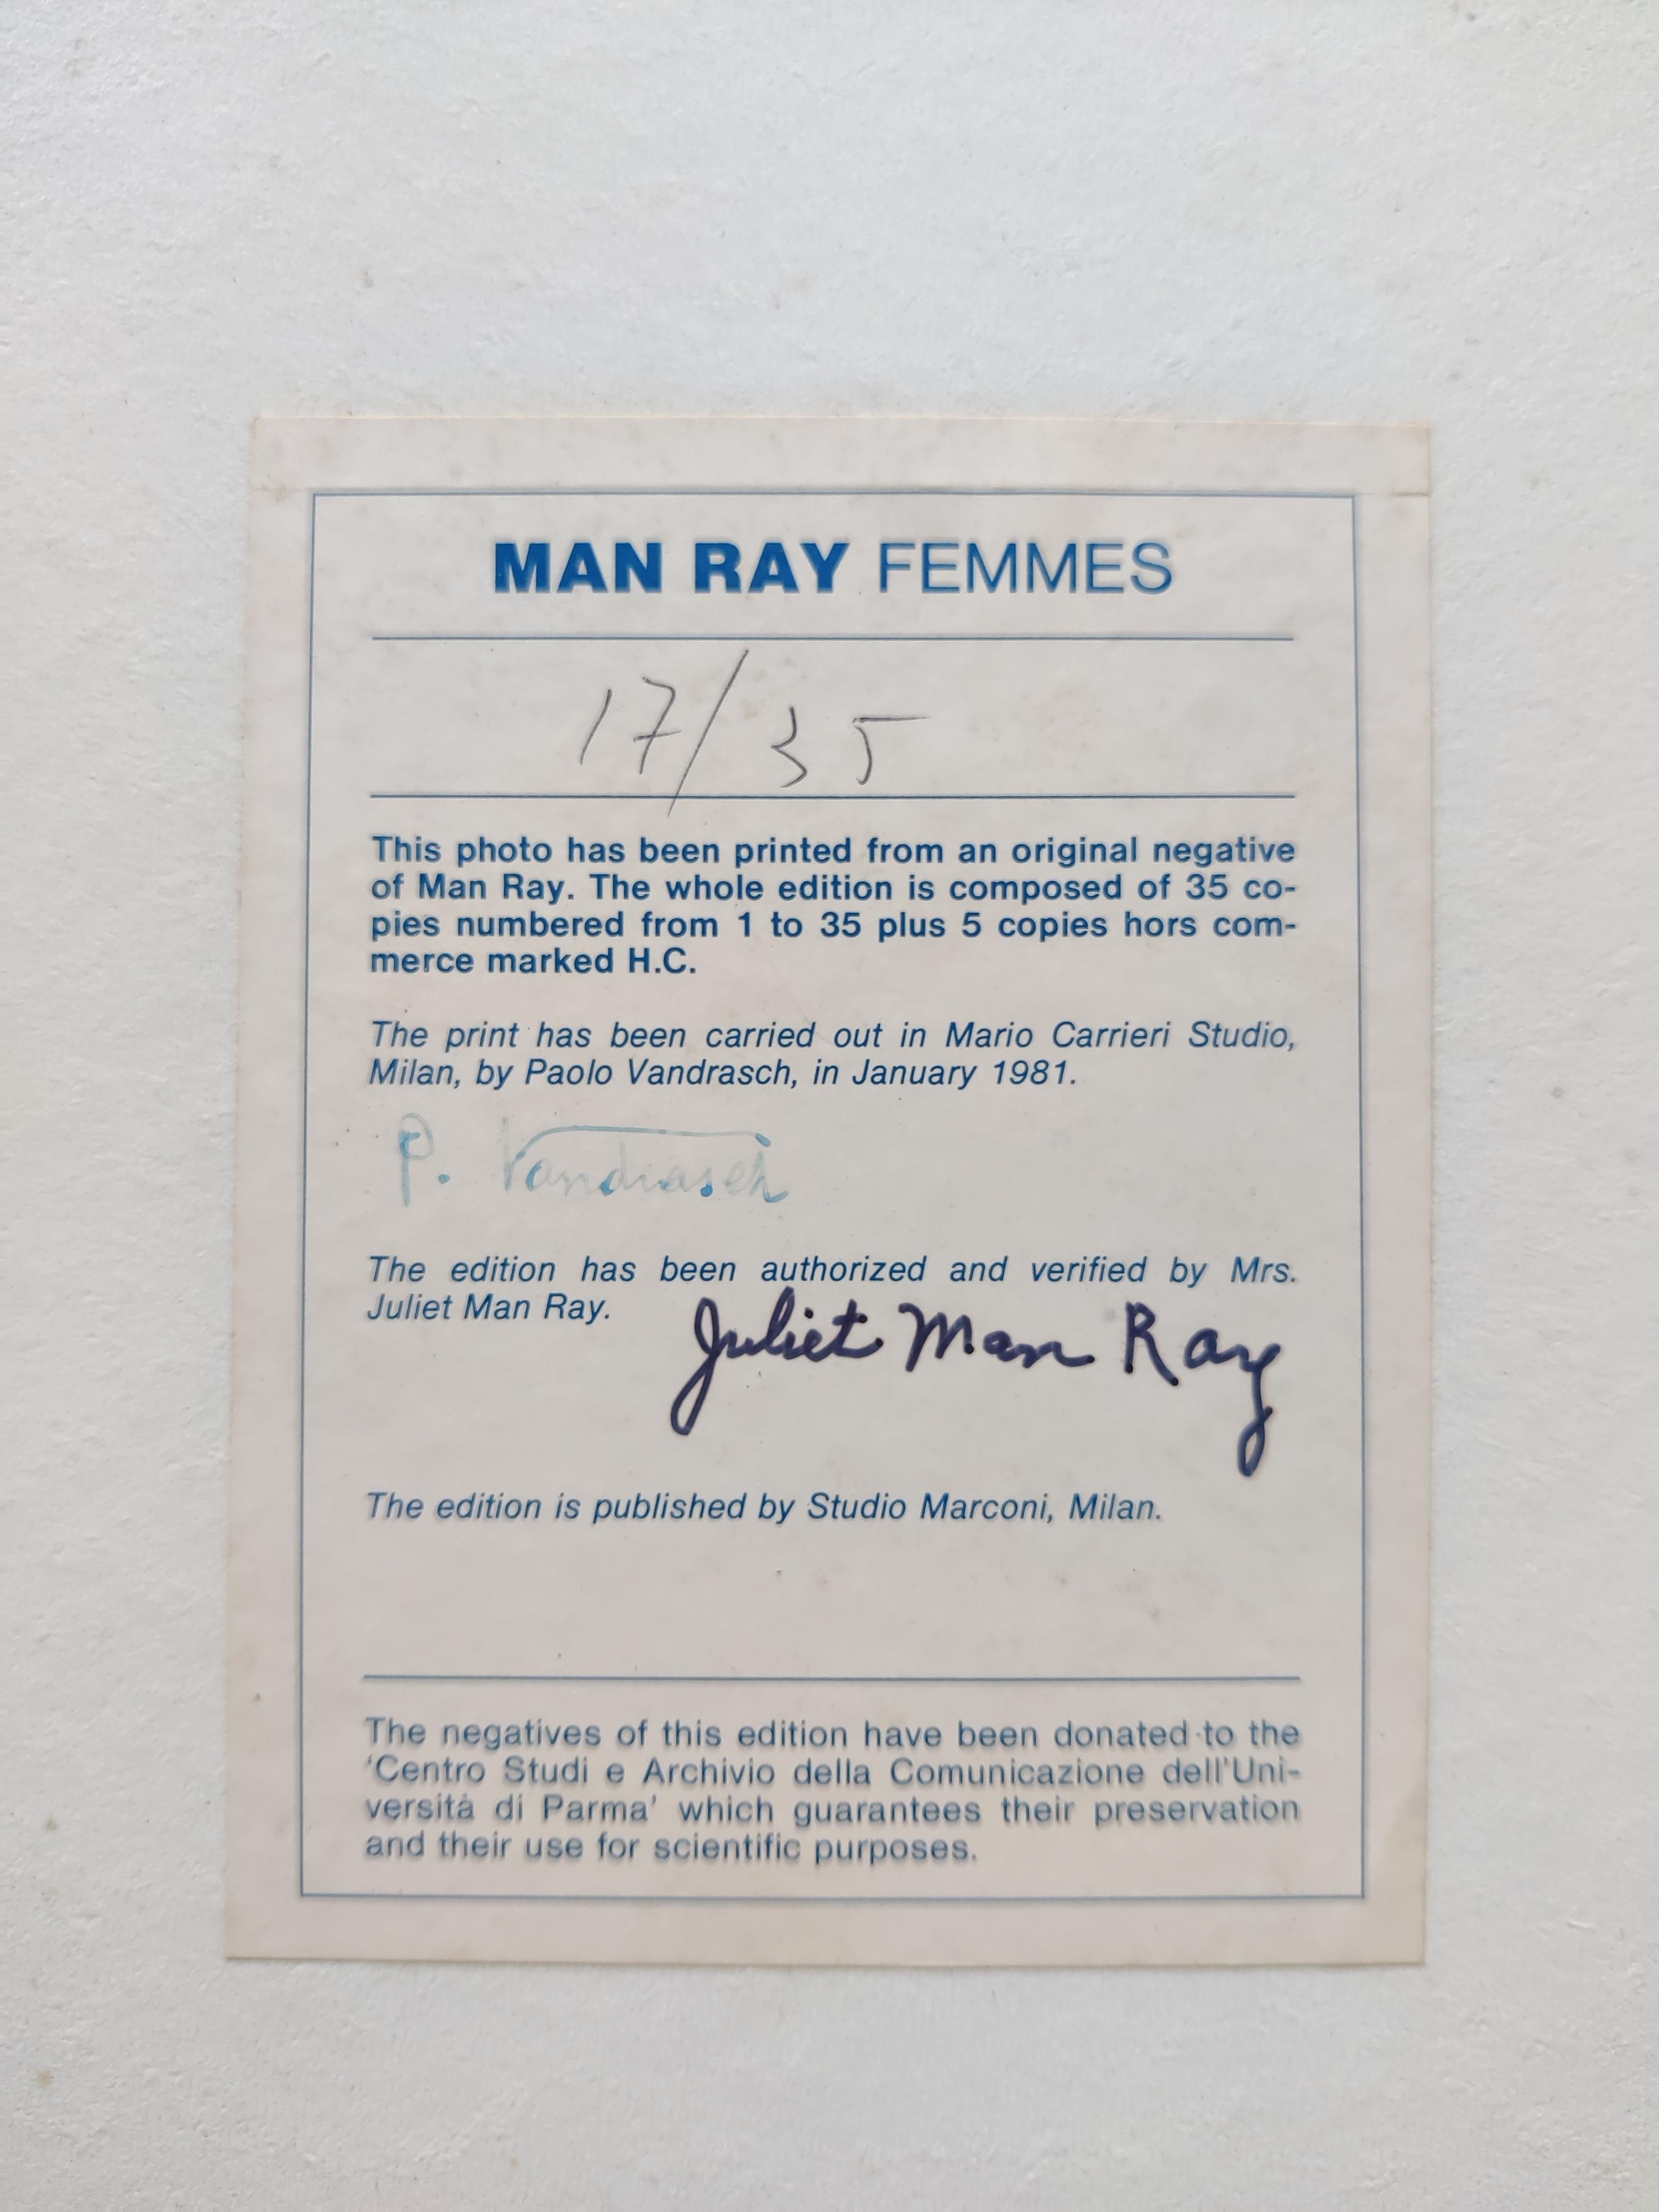 MAN RAY FEMMES
17/35
This photo has been printed from an original negative
of Man Ray. The whole edition is composed of 35 co-
pies numbered from 1 to 35 plus 5 copies hors com-
merce marked H.C.
The print has been carried out in Mario Carrieri Studio,
Milan, by Paolo Vandrasch, in January 1981.
P. Vandrasch
The edition has been authorized and verified by Mrs.
Juliet Man Ray.
Juliet Man Ray
The edition is published by Studio Marconi, Milan.
The negatives of this edition have been donated to the
‘Centro Studi e Archivio della Comunicazione dell'Uni-
versità di Parma’ which guarantees their preservation
and their use for scientific purposes.